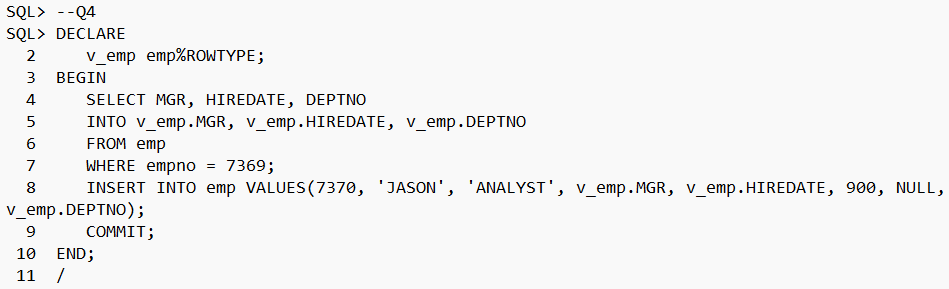 SQL> --Q4
SQL> DECLARE
  2     v_emp emp%ROWTYPE;
  3  BEGIN
  4     SELECT MGR, HIREDATE, DEPTNO
  5     INTO v_emp.MGR, v_emp.HIREDATE, v_emp.DEPTNO
  6     FROM emp
  7     WHERE empno = 7369;
  8     INSERT INTO emp VALUES(7370, 'JASON', 'ANALYST', v_emp.MGR, v_emp.HIREDATE, 900, NULL,
v_emp.DEPTNO);
  9     COMMIT;
 10  END;
 11  /